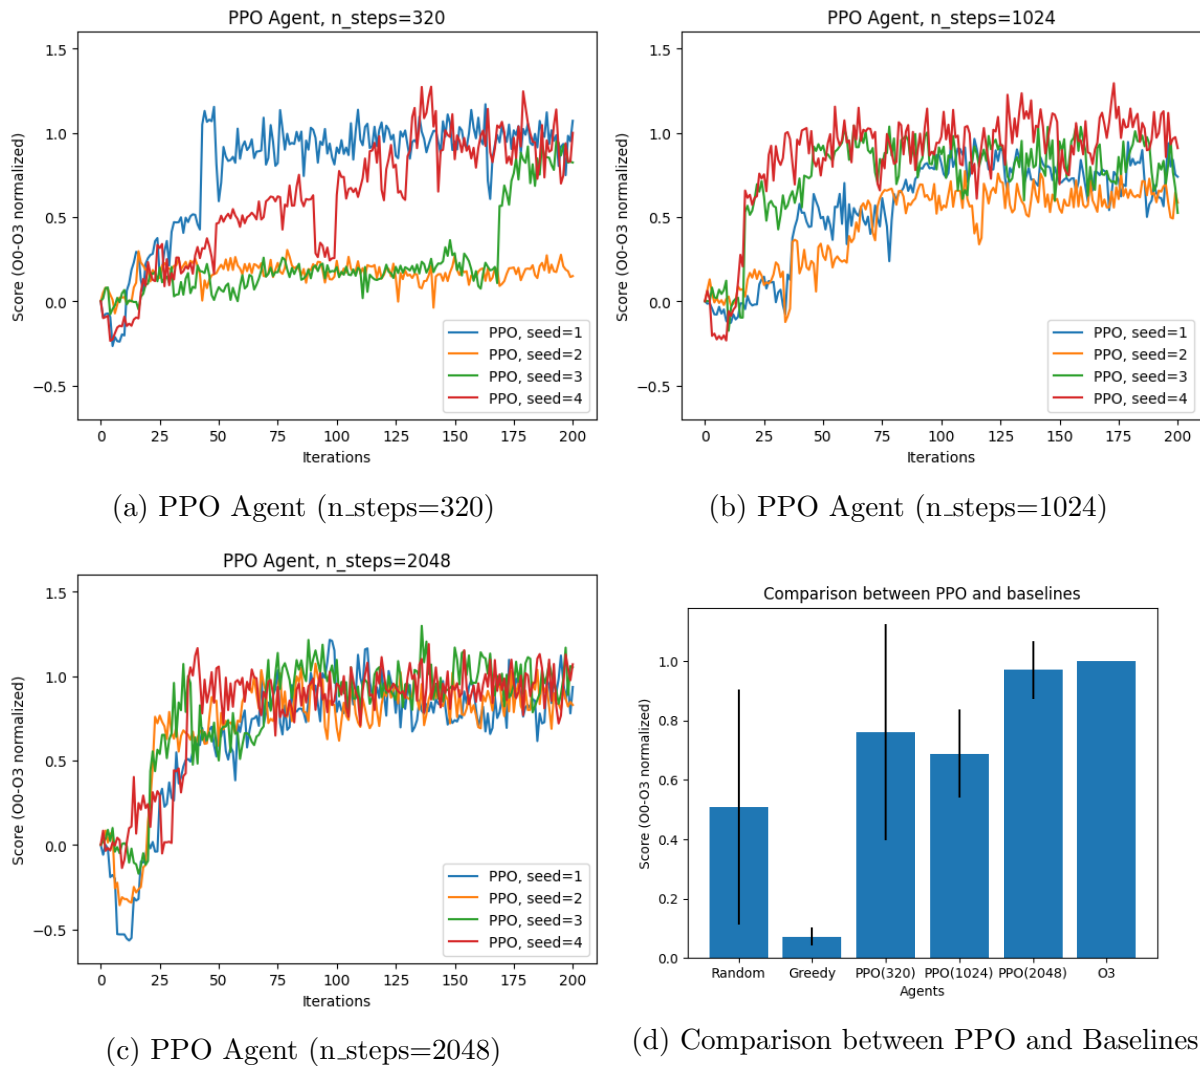 PPO Agent, n_steps=320
1.5
1.0
0.5
0.0
−0.5
Score (O0-O3 normalized)
PPO, seed=1
PPO, seed=2
PPO, seed=3
PPO, seed=4
0 25 50 75 100 125 150 175 200
Iterations
(a) PPO Agent (n_steps=320)
PPO Agent, n_steps=1024
1.5
1.0
0.5
0.0
−0.5
Score (O0-O3 normalized)
PPO, seed=1
PPO, seed=2
PPO, seed=3
PPO, seed=4
0 25 50 75 100 125 150 175 200
Iterations
(b) PPO Agent (n_steps=1024)
PPO Agent, n_steps=2048
1.5
1.0
0.5
0.0
−0.5
Score (O0-O3 normalized)
PPO, seed=1
PPO, seed=2
PPO, seed=3
PPO, seed=4
0 25 50 75 100 125 150 175 200
Iterations
(c) PPO Agent (n_steps=2048)
Comparison between PPO and baselines
1.0
0.8
0.6
0.4
0.2
0.0
Score (O0-O3 normalized)
Random Greedy PPO(320) PPO(1024) PPO(2048) O3
Agents
(d) Comparison between PPO and Baselines